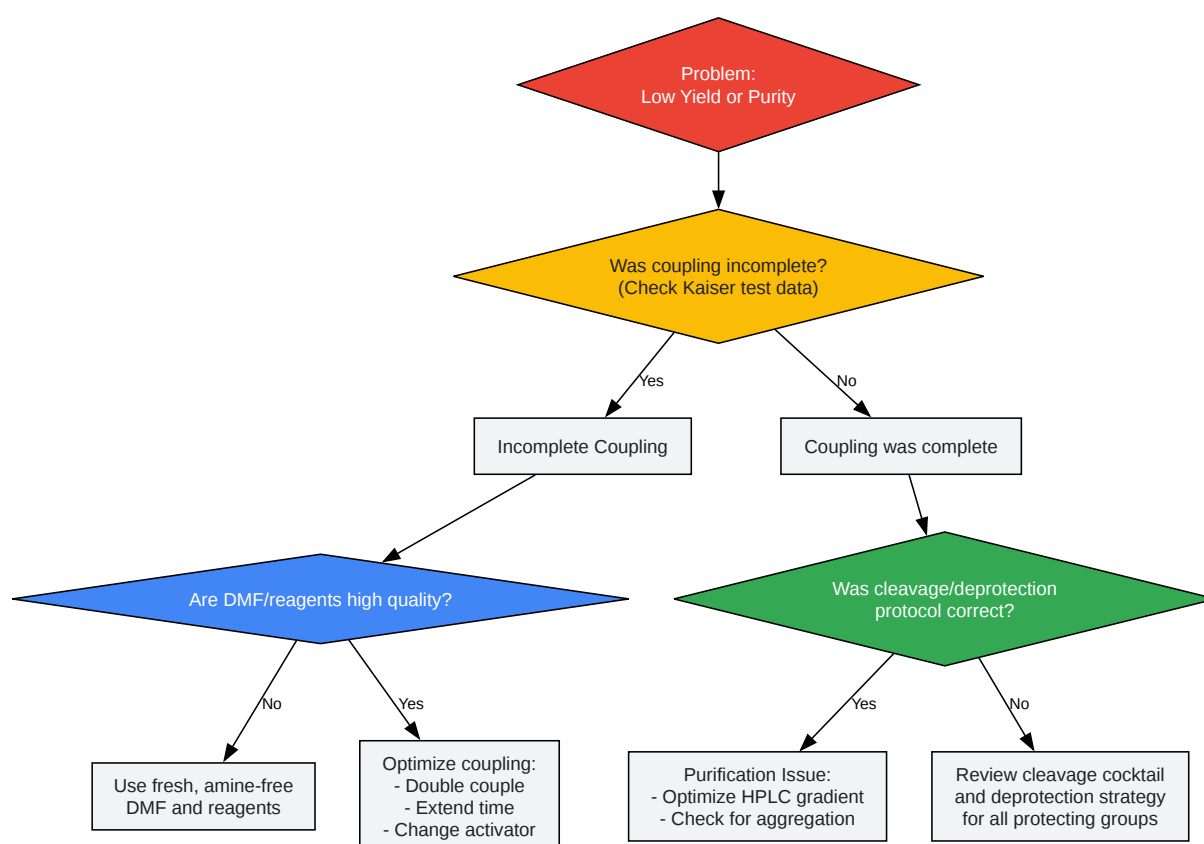 Problem:
Low Yield or Purity
Was coupling incomplete?
(Check Kaiser test data)
Yes
No
Incomplete Coupling
Coupling was complete
Are DMF/reagents high quality?
Was cleavage/deprotection
protocol correct?
No
Yes
Yes
No
Use fresh, amine-free
DMF and reagents
Optimize coupling:
- Double couple
- Extend time
- Change activator
Purification Issue:
- Optimize HPLC gradient
- Check for aggregation
Review cleavage cocktail
and deprotection strategy
for all protecting groups